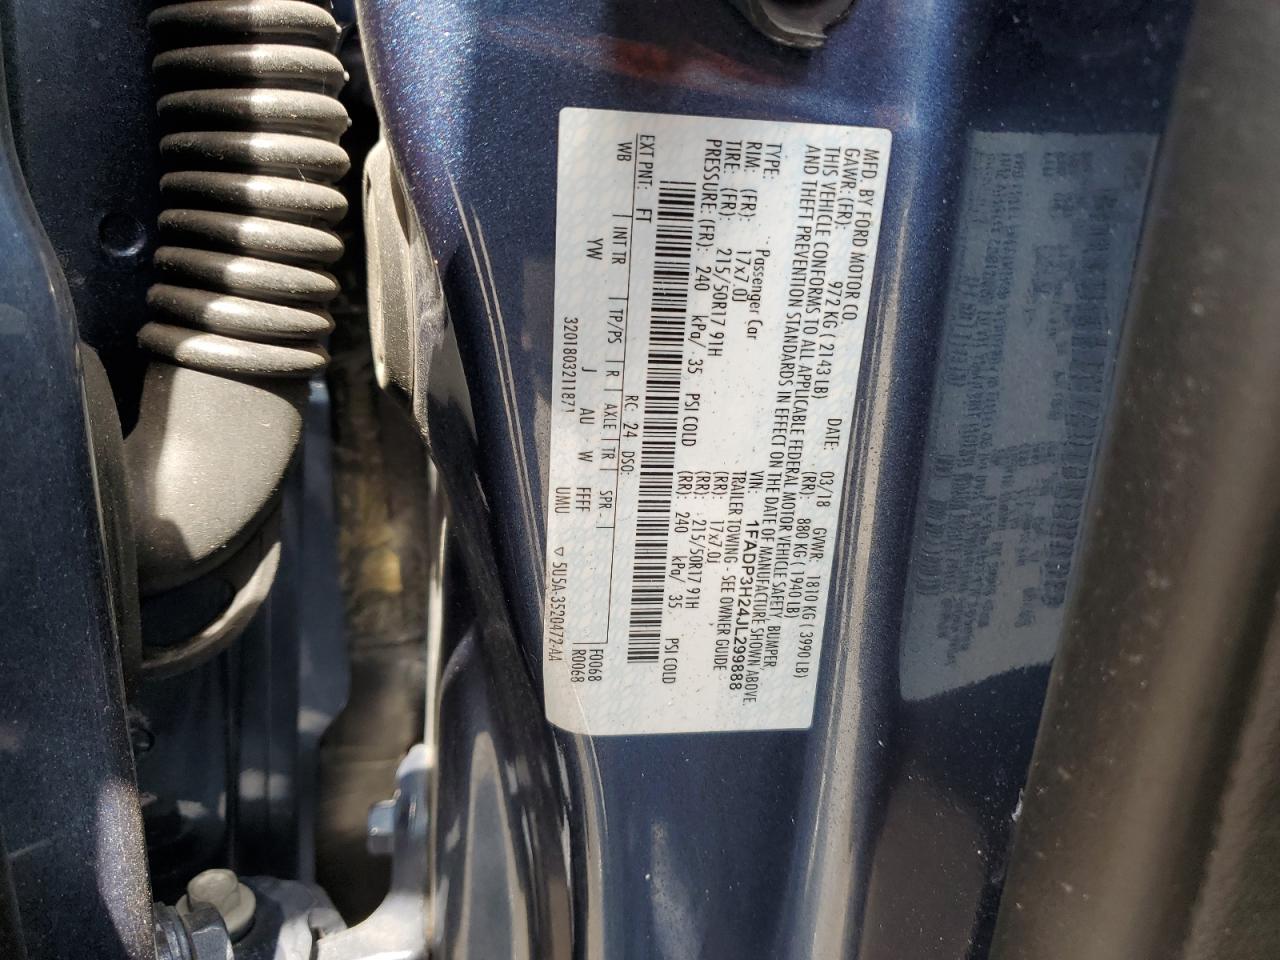 MFD. BY FORD MOTOR CO.
DATE: 03/18 GVWR: 1810 KG ( 3990 LB)
GAWR:(FR): 972 KG ( 2143 LB) (RR): 880 KG ( 1940 LB)
THIS VEHICLE CONFORMS TO ALL APPLICABLE FEDERAL MOTOR VEHICLE SAFETY, BUMPER,
AND THEFT PREVENTION STANDARDS IN EFFECT ON THE DATE OF MANUFACTURE SHOWN ABOVE.
VIN: 1FADP3H24JL299888
TYPE: Passenger Car TRAILER TOWING - SEE OWNER GUIDE
RIM: (FR): 17x7.0J (RR): 17x7.0J
TIRE: (FR): 215/50R17 91H (RR): 215/50R17 91H
PRESSURE: (FR): 240 kPa/ 35 PSI COLD (RR): 240 kPa/ 35 PSI COLD
EXT PNT: FT RC: 24 DSO: F0068
R0068
WB INT TR TP/PS R AXLE TR SPR
YW J AU W FFFF UMU
32018032118​71 5U5A-3520472-AA